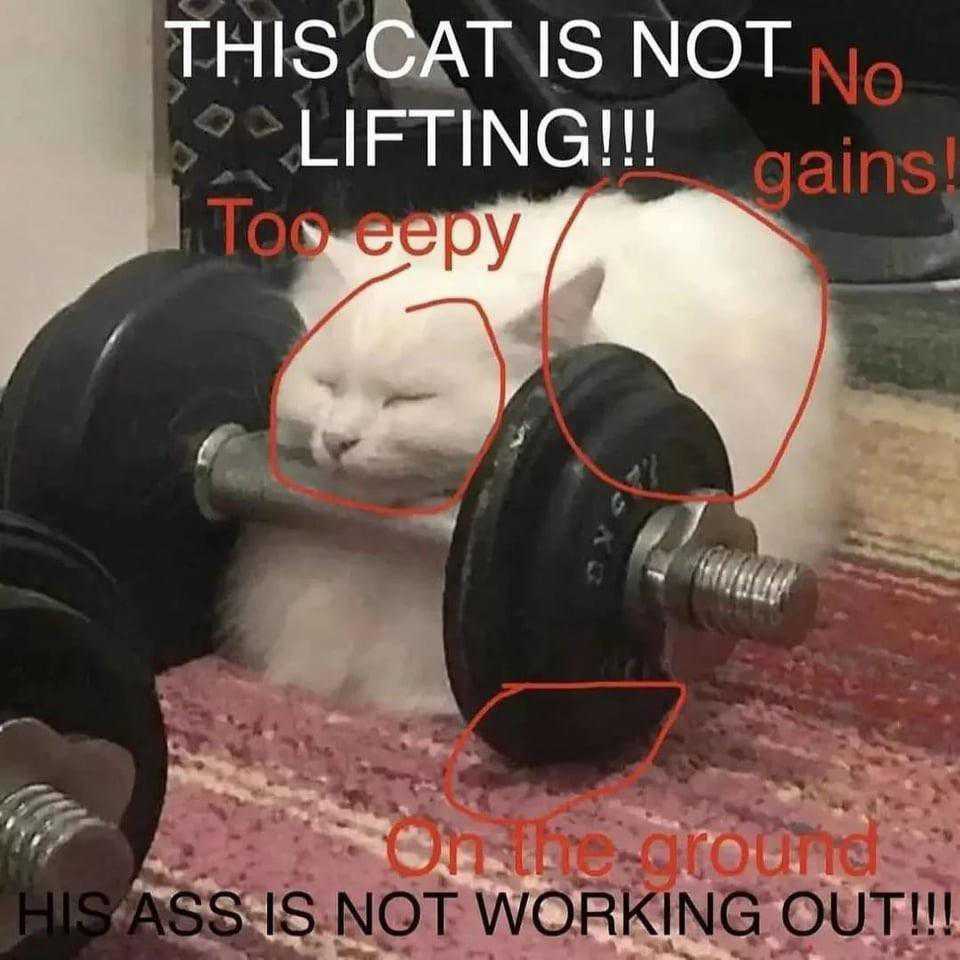 THIS CAT IS NOT
LIFTING!!!
No
gains!
Too eepy
On the ground
HIS ASS IS NOT WORKING OUT!!!